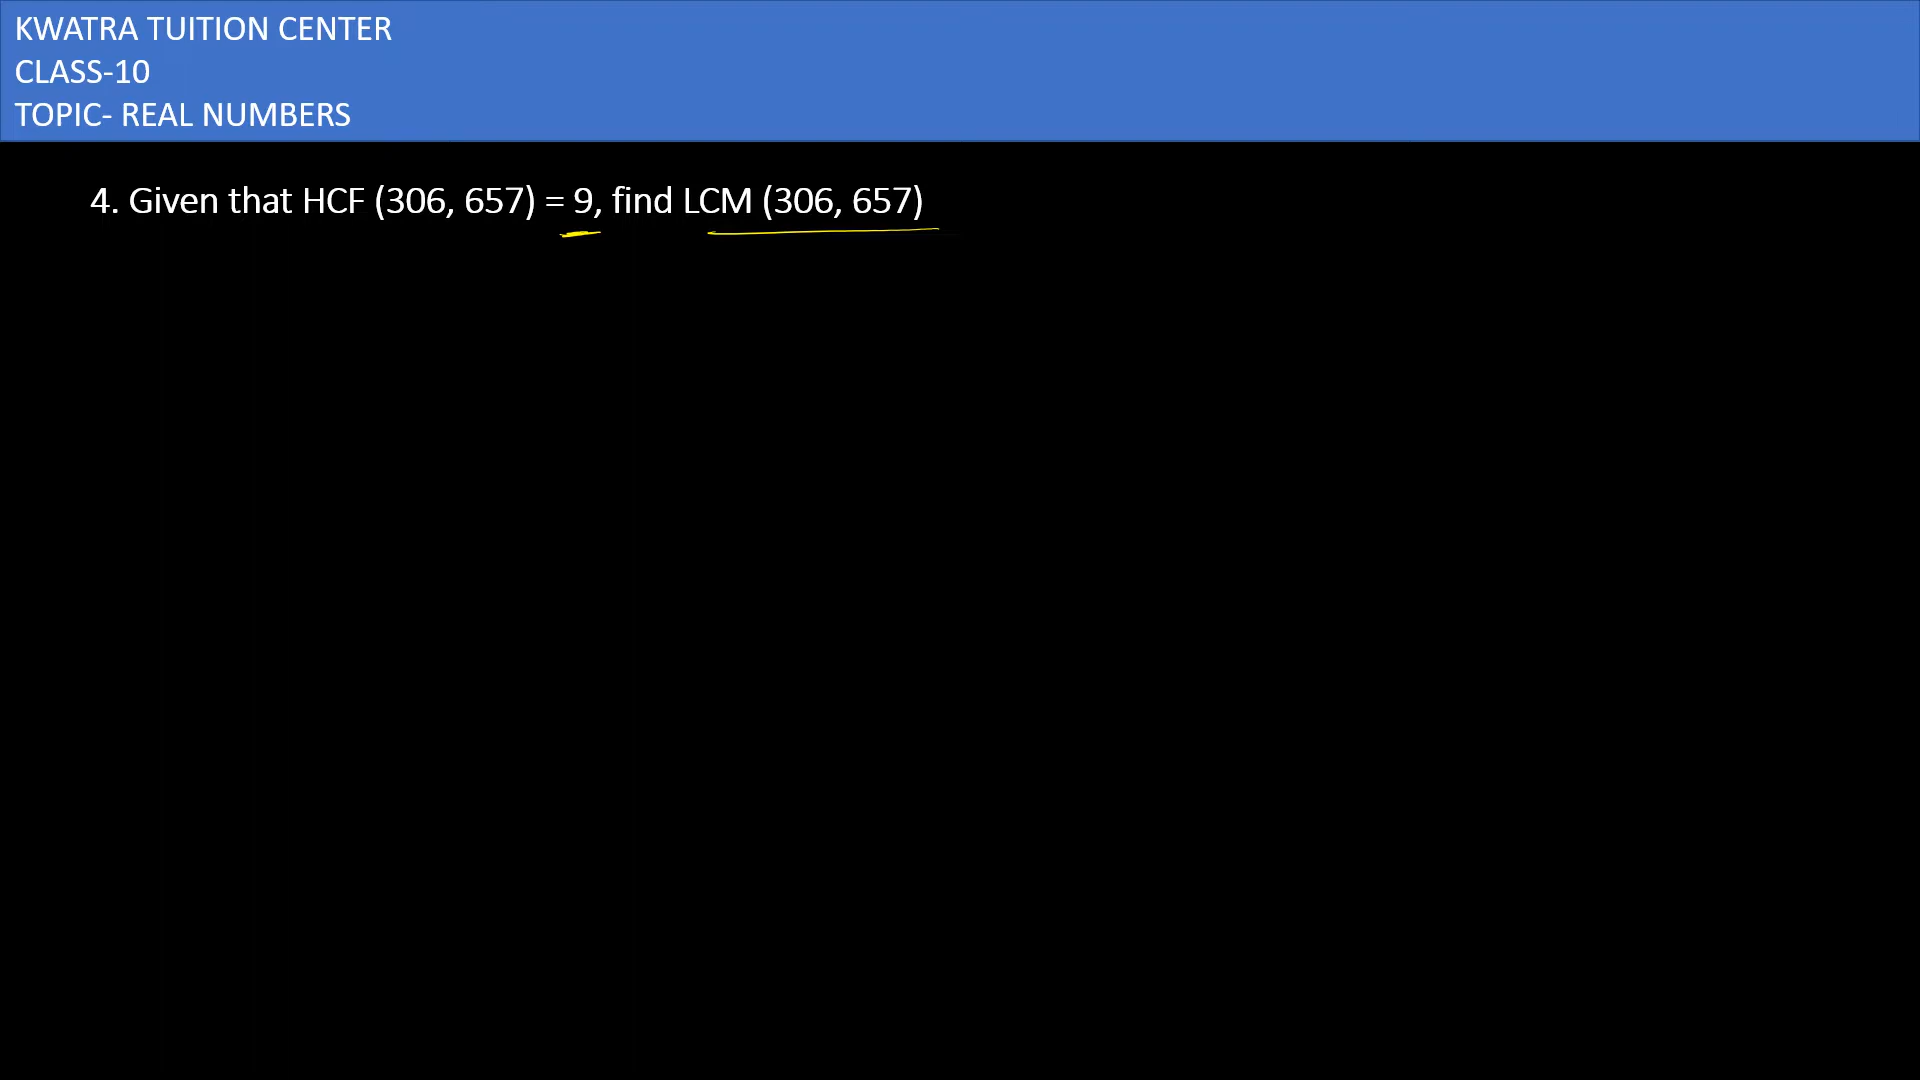 KWATRA TUITION CENTER
CLASS-10
TOPIC- REAL NUMBERS
4. Given that HCF (306, 657) = 9, find LCM (306, 657)